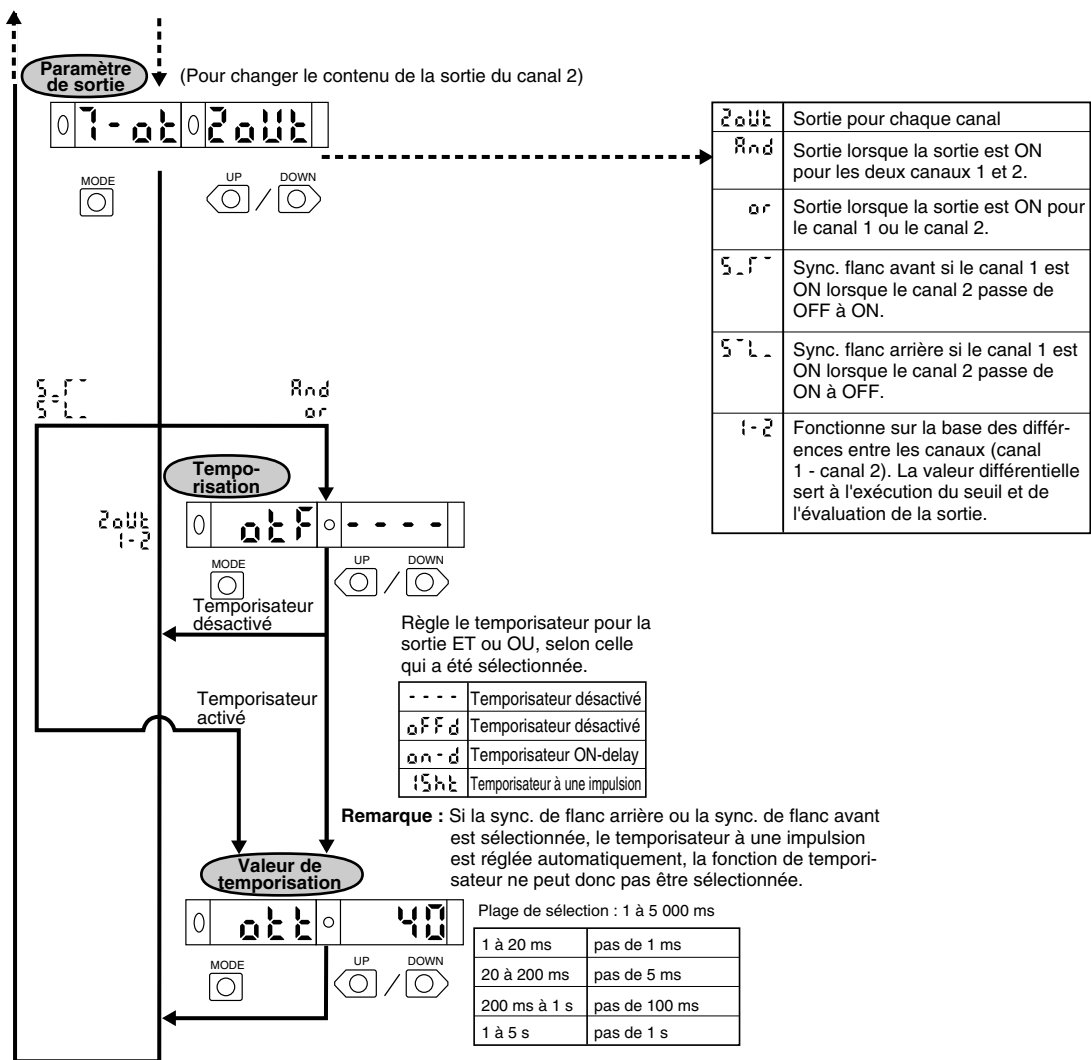 Paramètre
de sortie
(Pour changer le contenu de la sortie du canal 2)
7-ot 2oUt
MODE
UP / DOWN
2oUt Sortie pour chaque canal
And Sortie lorsque la sortie est ON
pour les deux canaux 1 et 2.
or Sortie lorsque la sortie est ON pour
le canal 1 ou le canal 2.
Sync. flanc avant si le canal 1 est
ON lorsque le canal 2 passe de
OFF à ON.
Sync. flanc arrière si le canal 1 est
ON lorsque le canal 2 passe de
ON à OFF.
1-2 Fonctionne sur la base des différ-
ences entre les canaux (canal
1 - canal 2). La valeur différentielle
sert à l'exécution du seuil et de
l'évaluation de la sortie.
And
or
Tempo-
risation
2oUt
1-2
otF ----
MODE
UP / DOWN
Temporisateur
désactivé
Règle le temporisateur pour la
sortie ET ou OU, selon celle
qui a été sélectionnée.
Temporisateur
activé
---- Temporisateur désactivé
oFFd Temporisateur désactivé
on-d Temporisateur ON-delay
1Sht Temporisateur à une impulsion
Remarque : Si la sync. de flanc arrière ou la sync. de flanc avant
est sélectionnée, le temporisateur à une impulsion
est réglée automatiquement, la fonction de tempori-
sateur ne peut donc pas être sélectionnée.
Valeur de
temporisation
ott 40
MODE
UP / DOWN
Plage de sélection : 1 à 5 000 ms
1 à 20 ms pas de 1 ms
20 à 200 ms pas de 5 ms
200 ms à 1 s pas de 100 ms
1 à 5 s pas de 1 s